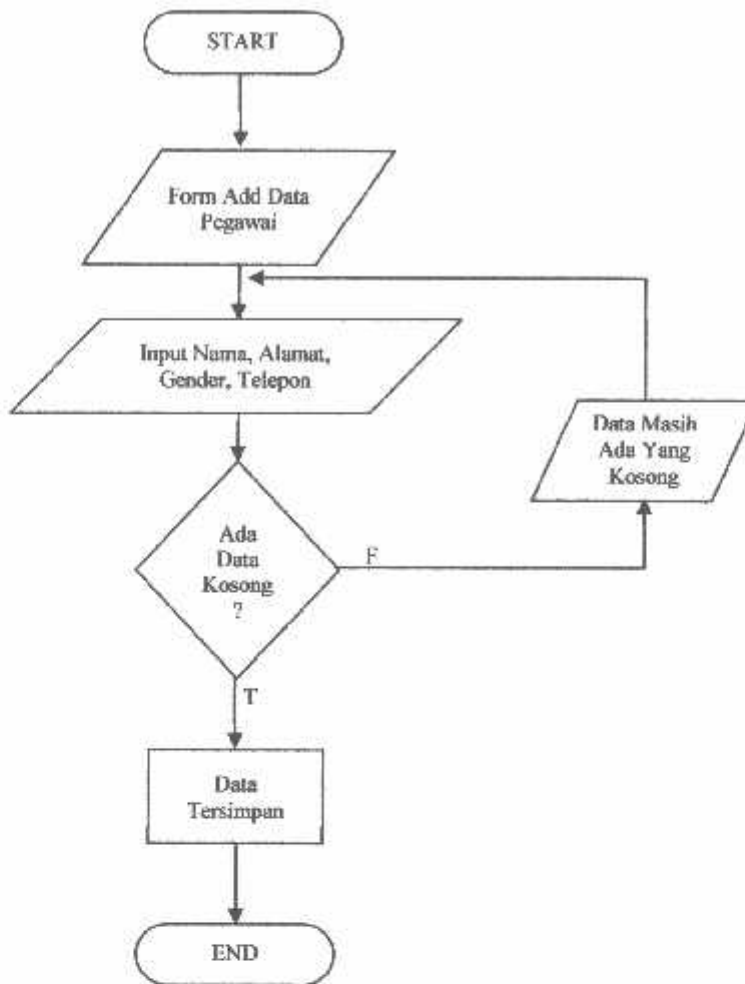 START
Form Add Data
Pegawai
Input Nama, Alamat,
Gender, Telepon
Data Masih
Ada Yang
Kosong
Ada
Data
Kosong
?
F
T
Data
Tersimpan
END